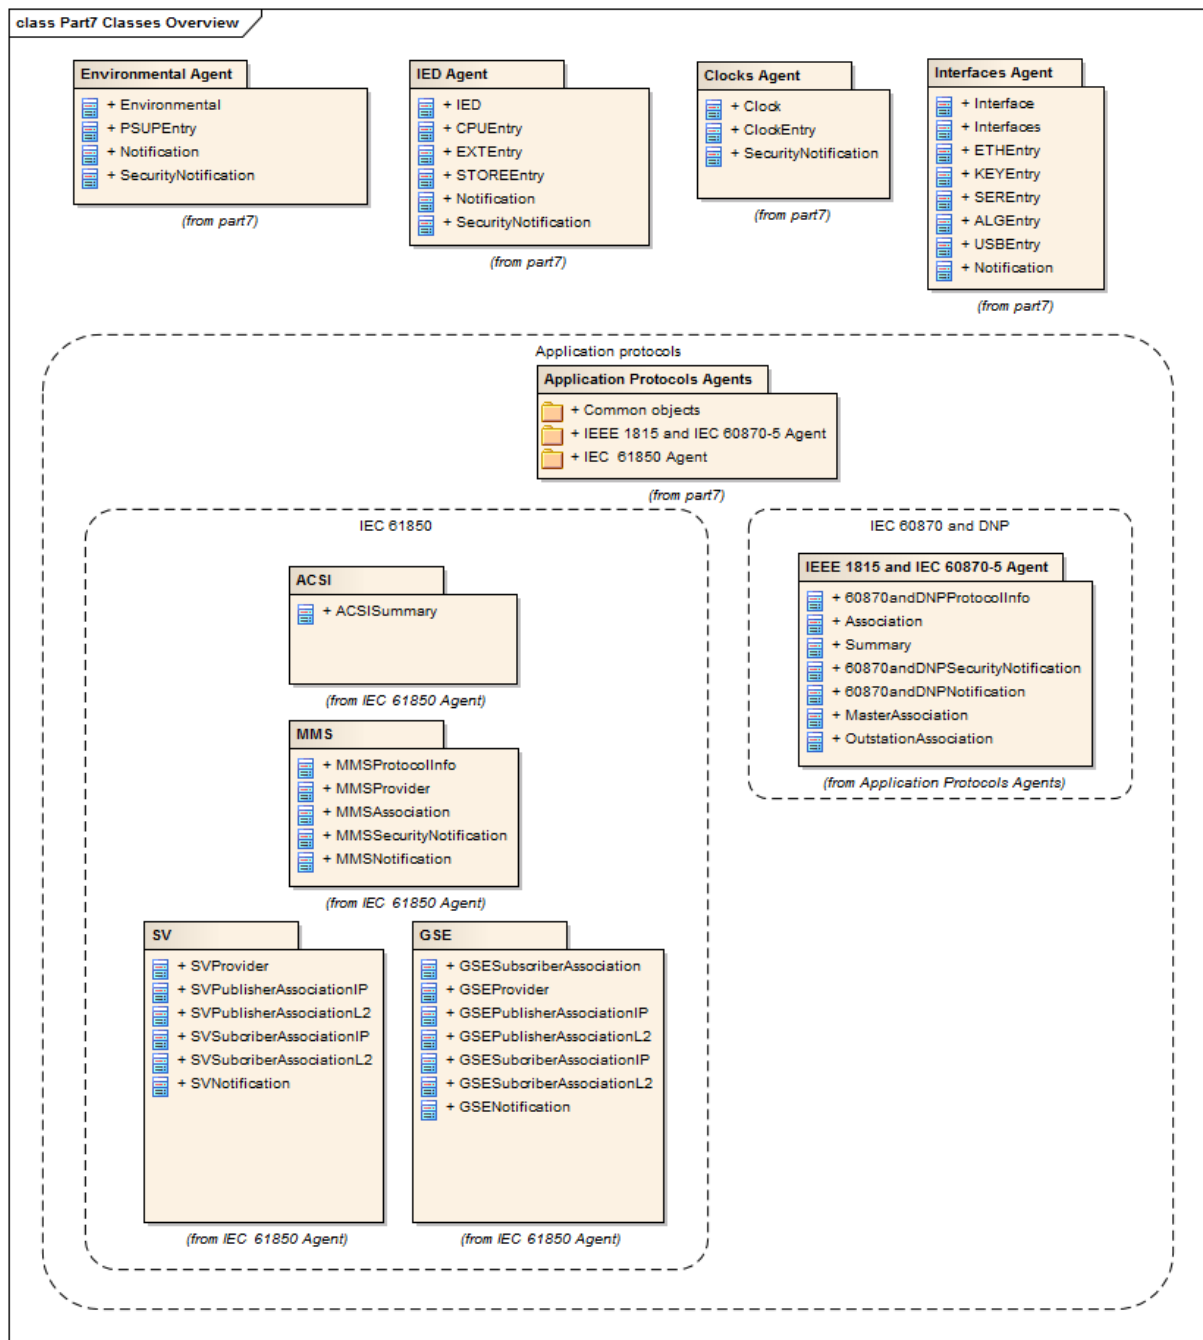 class Part7 Classes Overview
Environmental Agent
+ Environmental
+ PSUPEntry
+ Notification
+ SecurityNotification
(from part7)
IED Agent
+ IED
+ CPUEntry
+ EXTEntry
+ STOREEntry
+ Notification
+ SecurityNotification
(from part7)
Clocks Agent
+ Clock
+ ClockEntry
+ SecurityNotification
(from part7)
Interfaces Agent
+ Interface
+ Interfaces
+ ETHEntry
+ KEYEntry
+ SEREntry
+ ALGEntry
+ USBEntry
+ Notification
(from part7)
Application protocols
Application Protocols Agents
+ Common objects
+ IEEE 1815 and IEC 60870-5 Agent
+ IEC 61850 Agent
(from part7)
IEC 61850
ACSI
+ ACSISummary
(from IEC 61850 Agent)
MMS
+ MMSProtocolInfo
+ MMSProvider
+ MMSAssociation
+ MMSSecurityNotification
+ MMSNotification
(from IEC 61850 Agent)
SV
+ SVProvider
+ SVPublisherAssociationIP
+ SVPublisherAssociationL2
+ SVSubcriberAssociationIP
+ SVSubcriberAssociationL2
+ SVNotification
(from IEC 61850 Agent)
GSE
+ GSESubscriberAssociation
+ GSEProvider
+ GSEPublisherAssociationIP
+ GSEPublisherAssociationL2
+ GSESubcriberAssociationIP
+ GSESubcriberAssociationL2
+ GSENotification
(from IEC 61850 Agent)
IEC 60870 and DNP
IEEE 1815 and IEC 60870-5 Agent
+ 60870andDNPProtocolInfo
+ Association
+ Summary
+ 60870andDNPSecurityNotification
+ 60870andDNPNotification
+ MasterAssociation
+ OutstationAssociation
(from Application Protocols Agents)